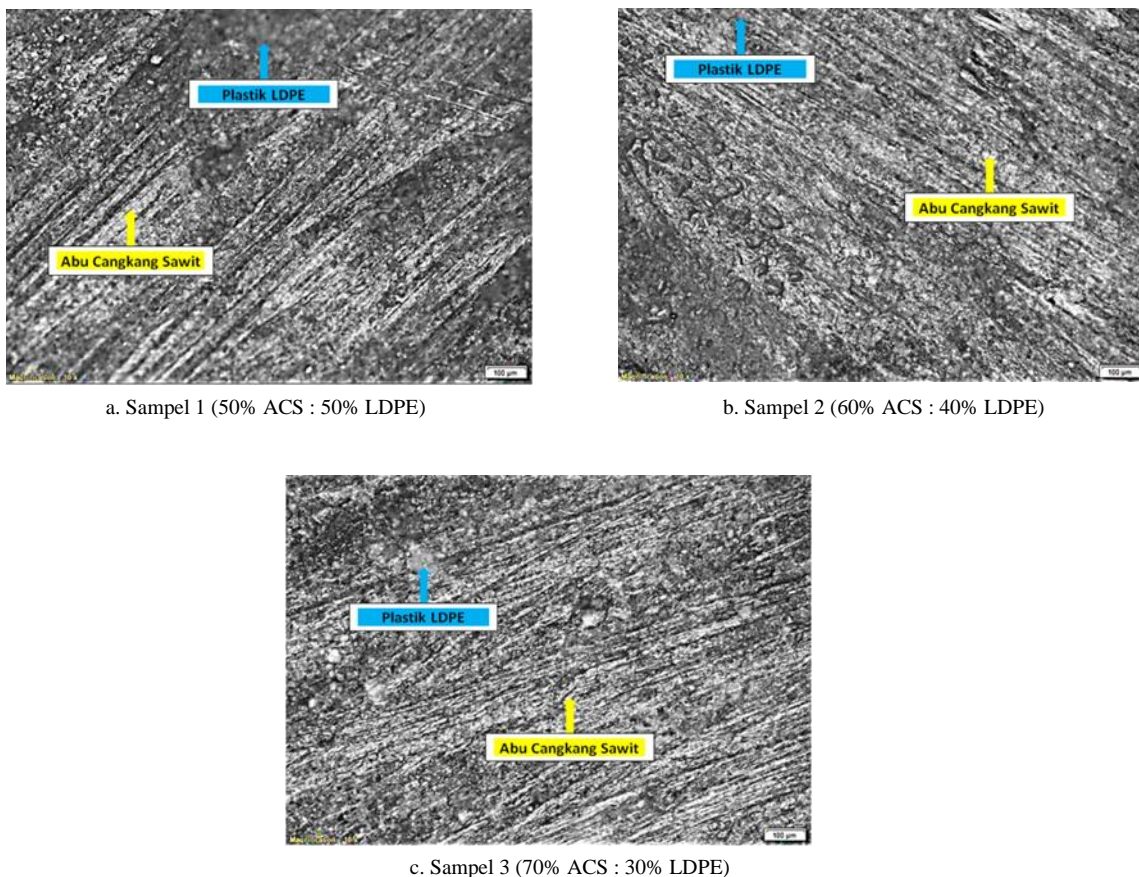 Plastik LDPE
Abu Cangkang Sawit
100 µm
a. Sampel 1 (50% ACS : 50% LDPE)
Plastik LDPE
Abu Cangkang Sawit
100 µm
b. Sampel 2 (60% ACS : 40% LDPE)
Plastik LDPE
Abu Cangkang Sawit
100 µm
c. Sampel 3 (70% ACS : 30% LDPE)